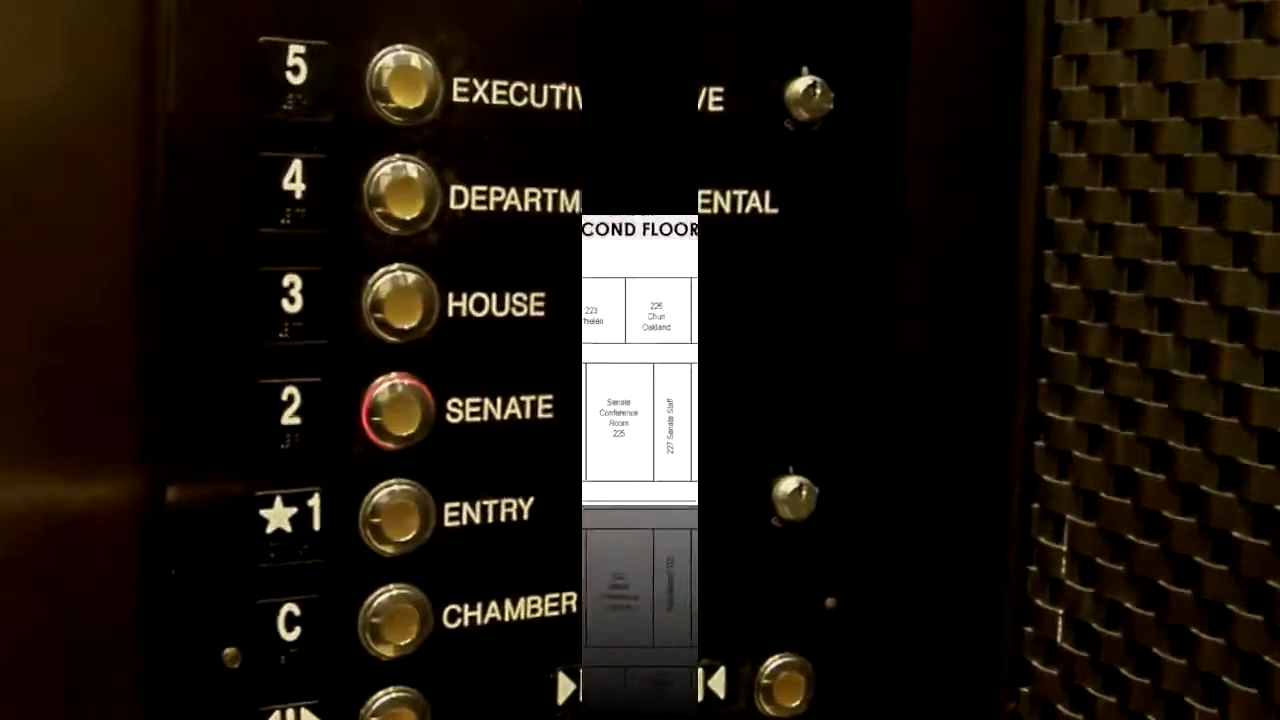 5 EXECUTIV
VE
4 DEPARTM
ENTAL
COND FLOOR
3 HOUSE
223
226
Chun
Oakland
2 SENATE
Senate
Conference
Room
225
227 Senate Staff
★1 ENTRY
C CHAMBER